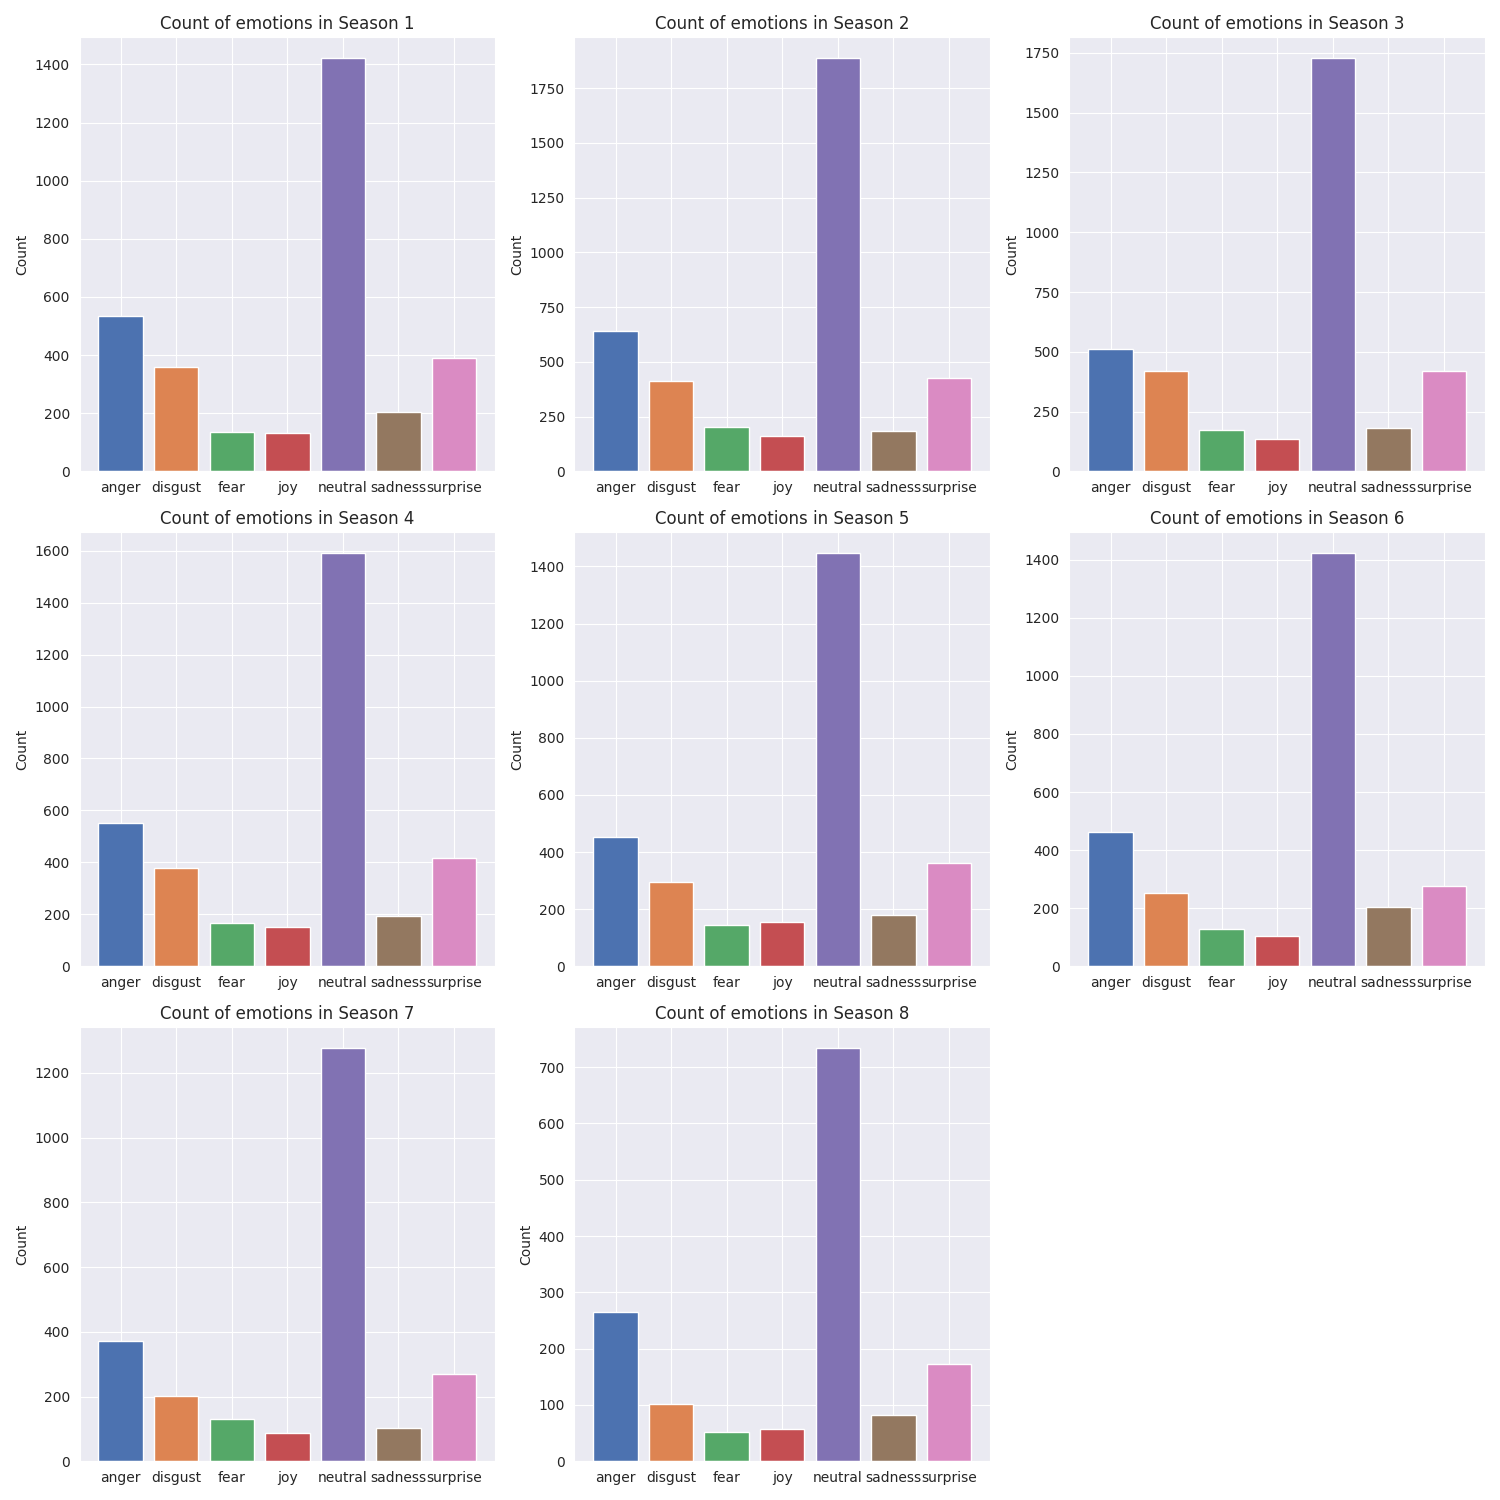 Count of emotions in Season 1
Count
1400
1200
1000
800
600
400
200
0
anger disgust fear joy neutral sadness surprise
Count of emotions in Season 2
Count
1750
1500
1250
1000
750
500
250
0
anger disgust fear joy neutral sadness surprise
Count of emotions in Season 3
Count
1750
1500
1250
1000
750
500
250
0
anger disgust fear joy neutral sadness surprise
Count of emotions in Season 4
Count
1600
1400
1200
1000
800
600
400
200
0
anger disgust fear joy neutral sadness surprise
Count of emotions in Season 5
Count
1400
1200
1000
800
600
400
200
0
anger disgust fear joy neutral sadness surprise
Count of emotions in Season 6
Count
1400
1200
1000
800
600
400
200
0
anger disgust fear joy neutral sadness surprise
Count of emotions in Season 7
Count
1200
1000
800
600
400
200
0
anger disgust fear joy neutral sadness surprise
Count of emotions in Season 8
Count
700
600
500
400
300
200
100
0
anger disgust fear joy neutral sadness surprise